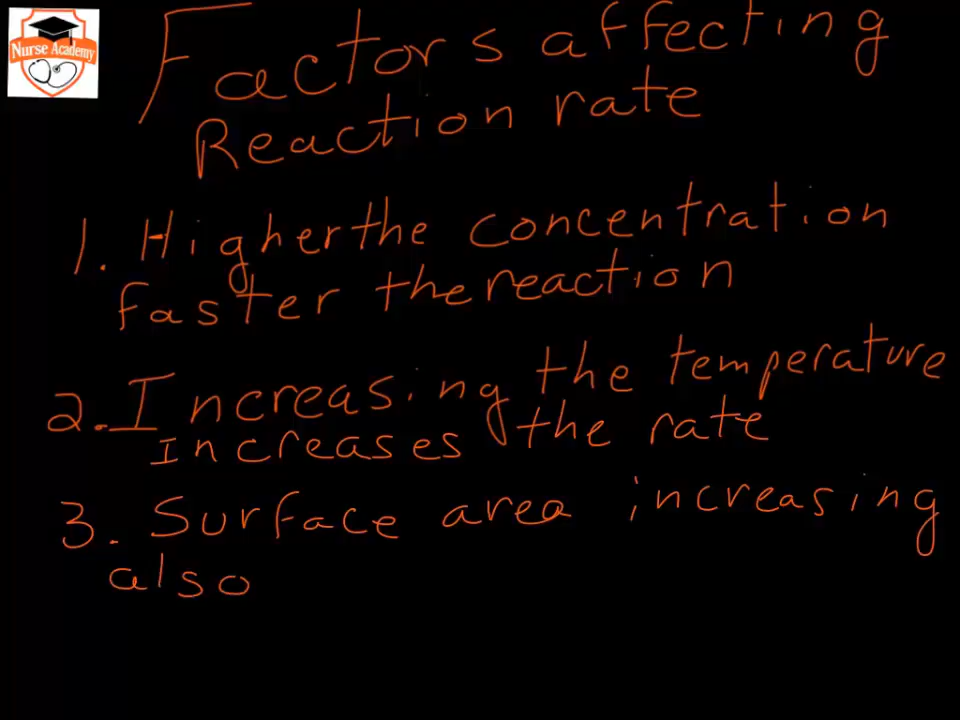 Nurse Academy
Factors affecting
Reaction rate
1. Higher the concentration
faster the reaction
2. Increasing the temperature
increases the rate
3. Surface area increasing
also